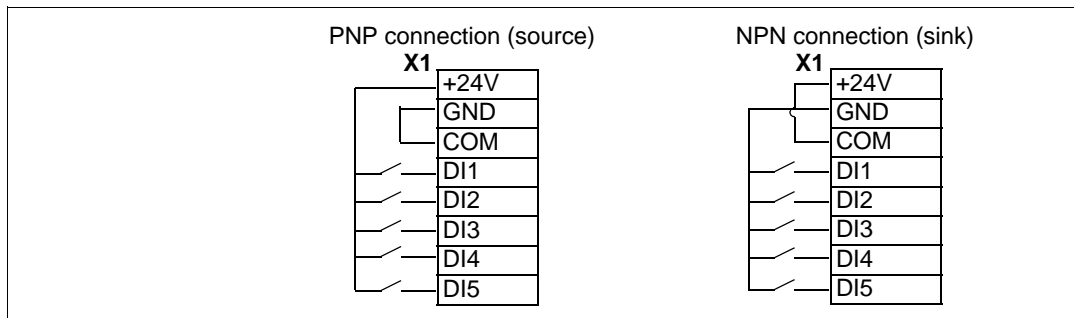 PNP connection (source)
X1
+24V
GND
COM
DI1
DI2
DI3
DI4
DI5
NPN connection (sink)
X1
+24V
GND
COM
DI1
DI2
DI3
DI4
DI5